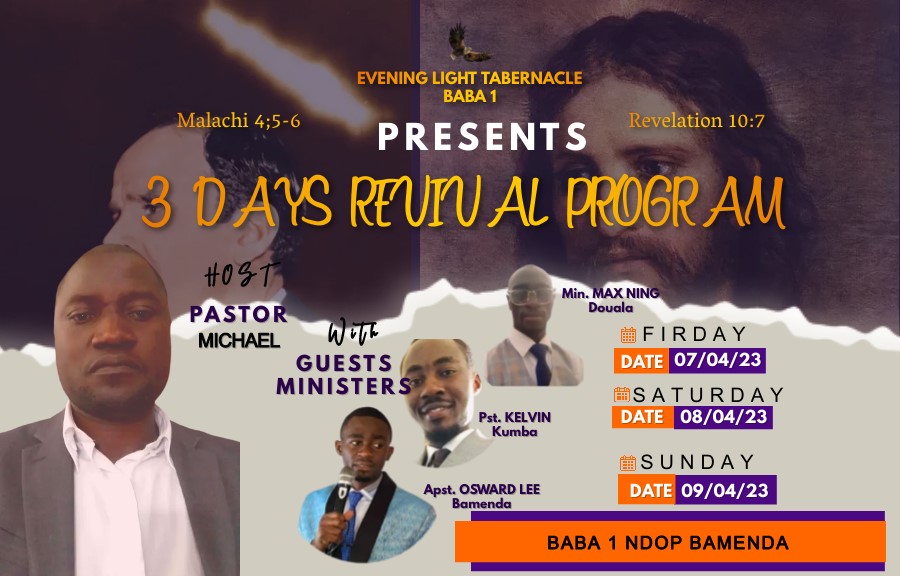 EVENING LIGHT TABERNACLE
BABA 1
Malachi 4;5-6
Revelation 10:7
PRESENTS
3 DAYS REVIVAL PROGRAM
HOST
PASTOR
MICHAEL
With
GUESTS
MINISTERS
Min. MAX NING
Douala
Pst. KELVIN
Kumba
Apst. OSWARD LEE
Bamenda
FIRDAY
DATE 07/04/23
SATURDAY
DATE 08/04/23
SUNDAY
DATE 09/04/23
BABA 1 NDOP BAMENDA